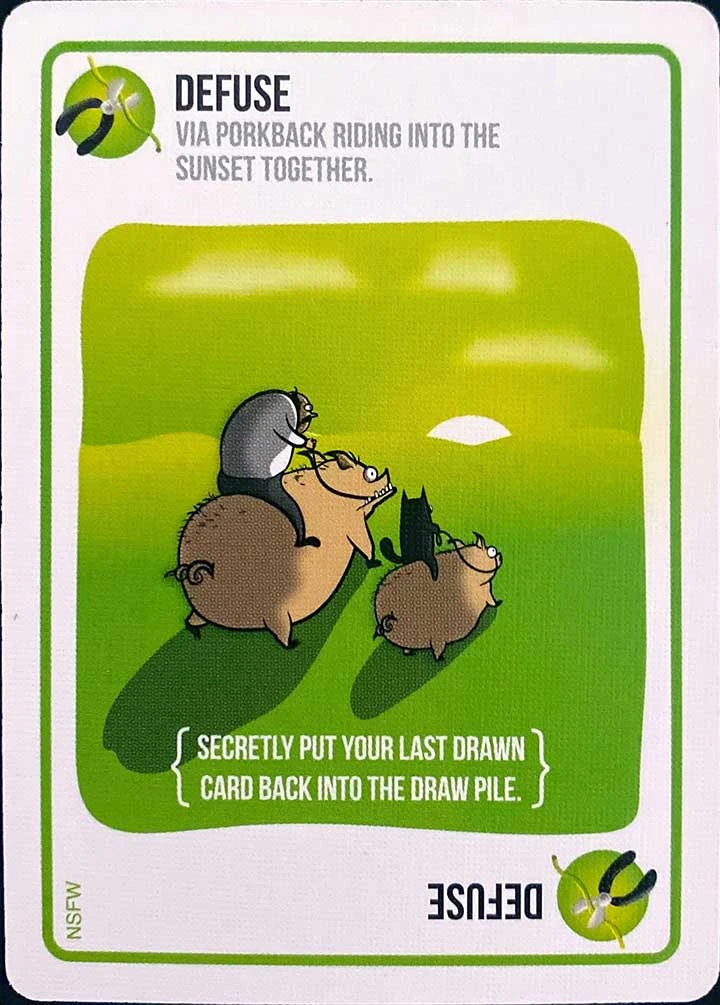 DEFUSE
VIA PORKBACK RIDING INTO THE
SUNSET TOGETHER.
SECRETLY PUT YOUR LAST DRAWN
CARD BACK INTO THE DRAW PILE.
NSFW
DEFUSE